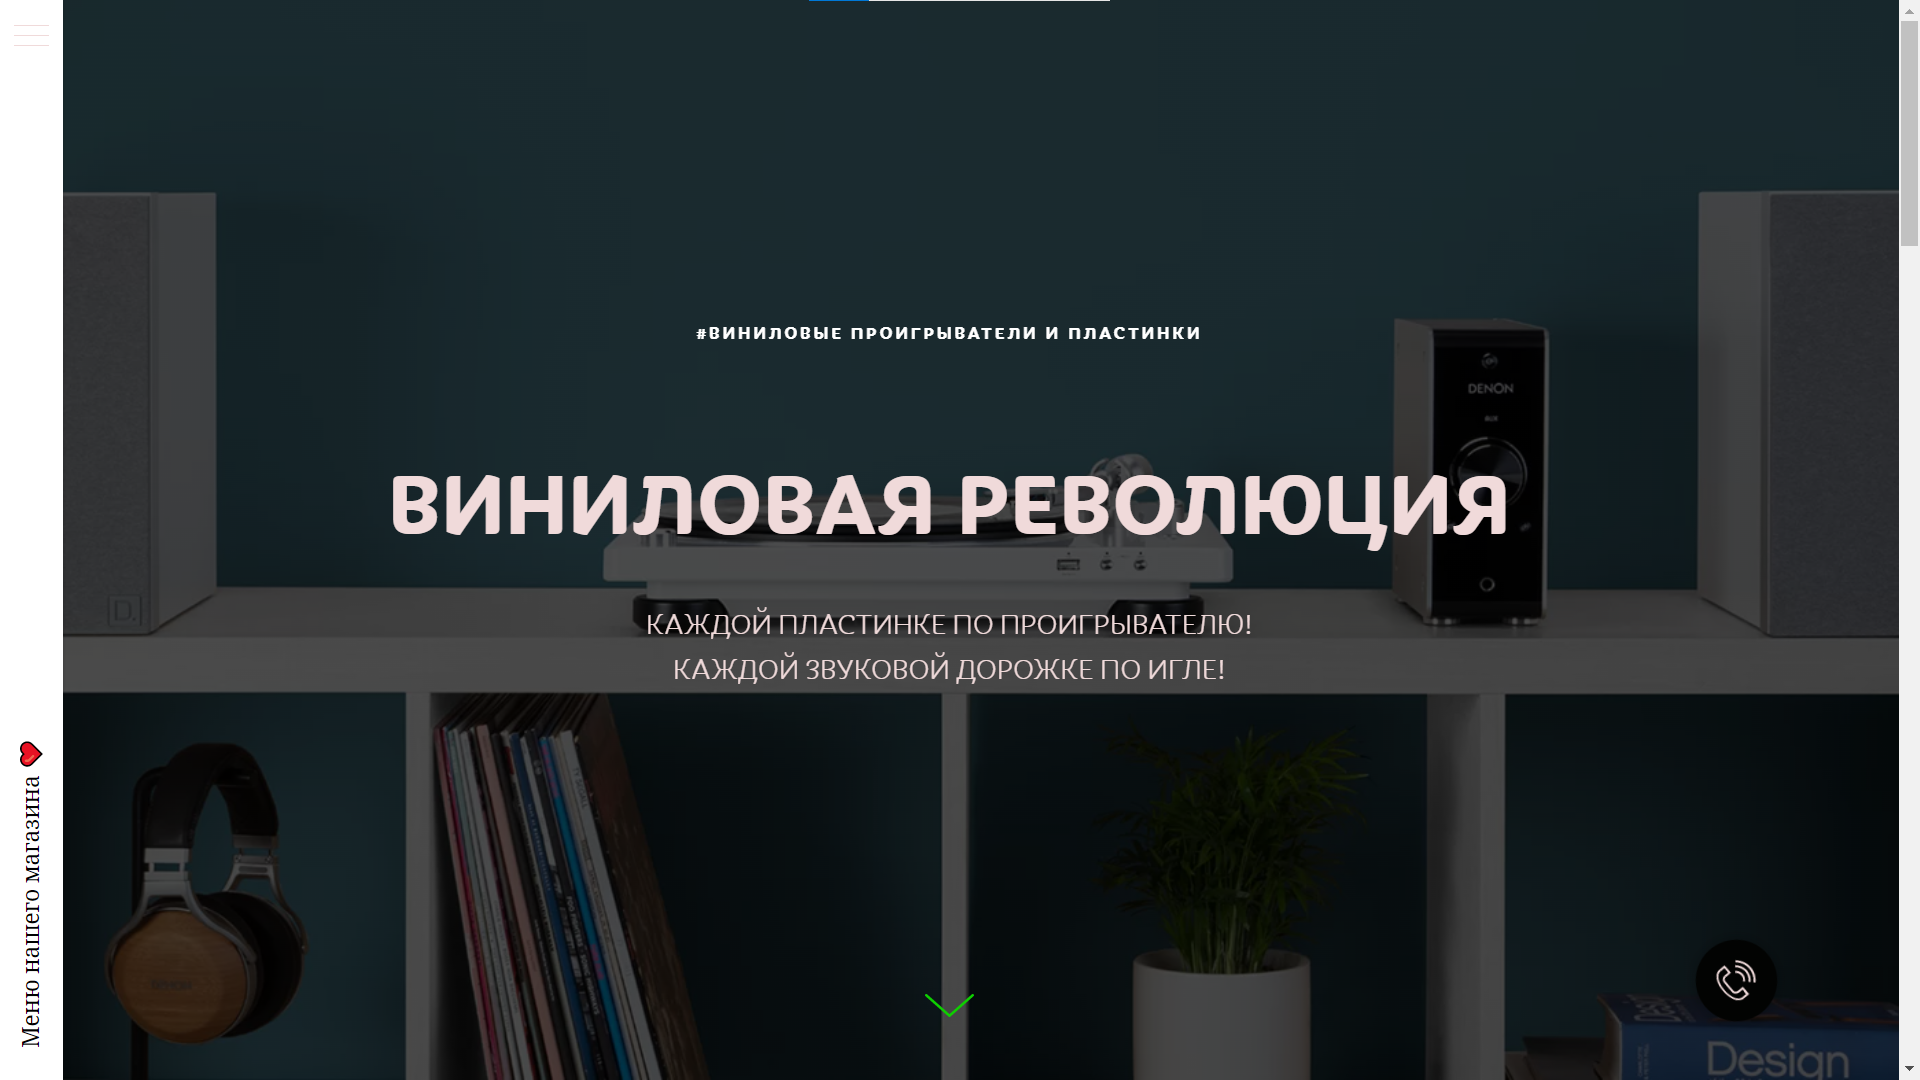 #ВИНИЛОВЫЕ ПРОИГРЫВАТЕЛИ И ПЛАСТИНКИ
DENON
ВИНИЛОВАЯ РЕВОЛЮЦИЯ
D.
КАЖДОЙ ПЛАСТИНКЕ ПО ПРОИГРЫВАТЕЛЮ!
КАЖДОЙ ЗВУКОВОЙ ДОРОЖКЕ ПО ИГЛЕ!
Меню нашего магазина ❤
Design